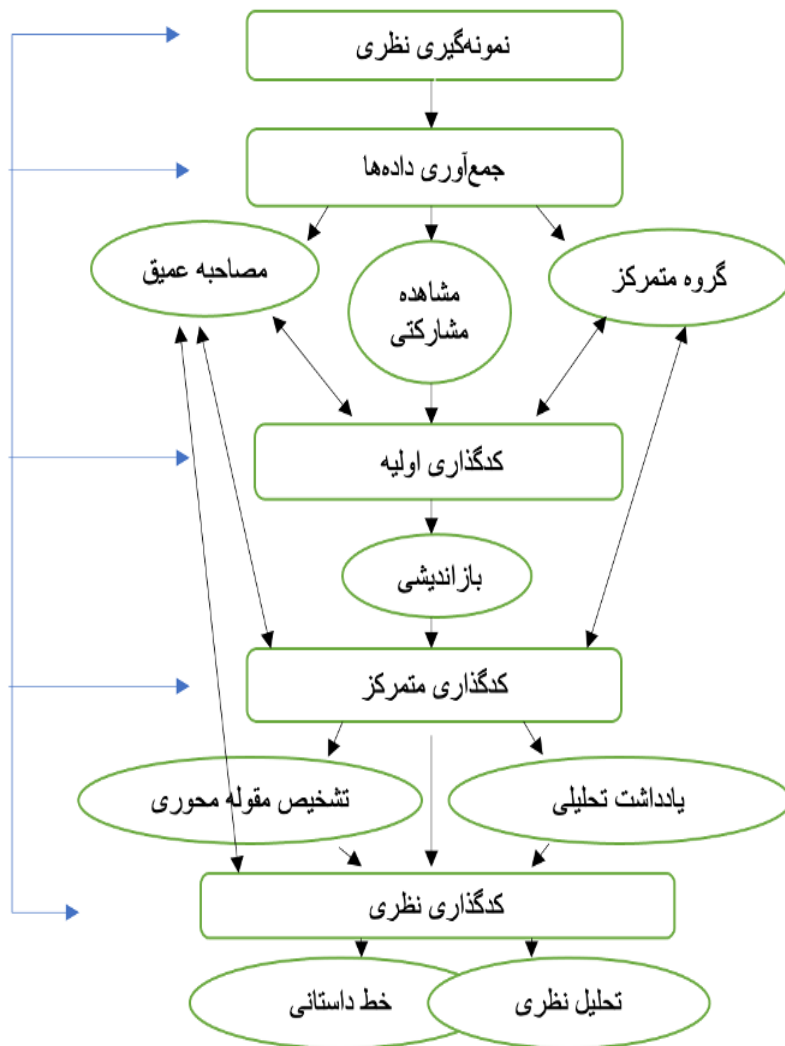 نمونه‌گیری نظری
جمع‌آوری داده‌ها
گروه متمرکز
مشاهده
مشارکتی
مصاحبه عمیق
کدگذاری اولیه
بازاندیشی
کدگذاری متمرکز
یادداشت تحلیلی
تشخیص مقوله محوری
کدگذاری نظری
تحلیل نظری
خط داستانی